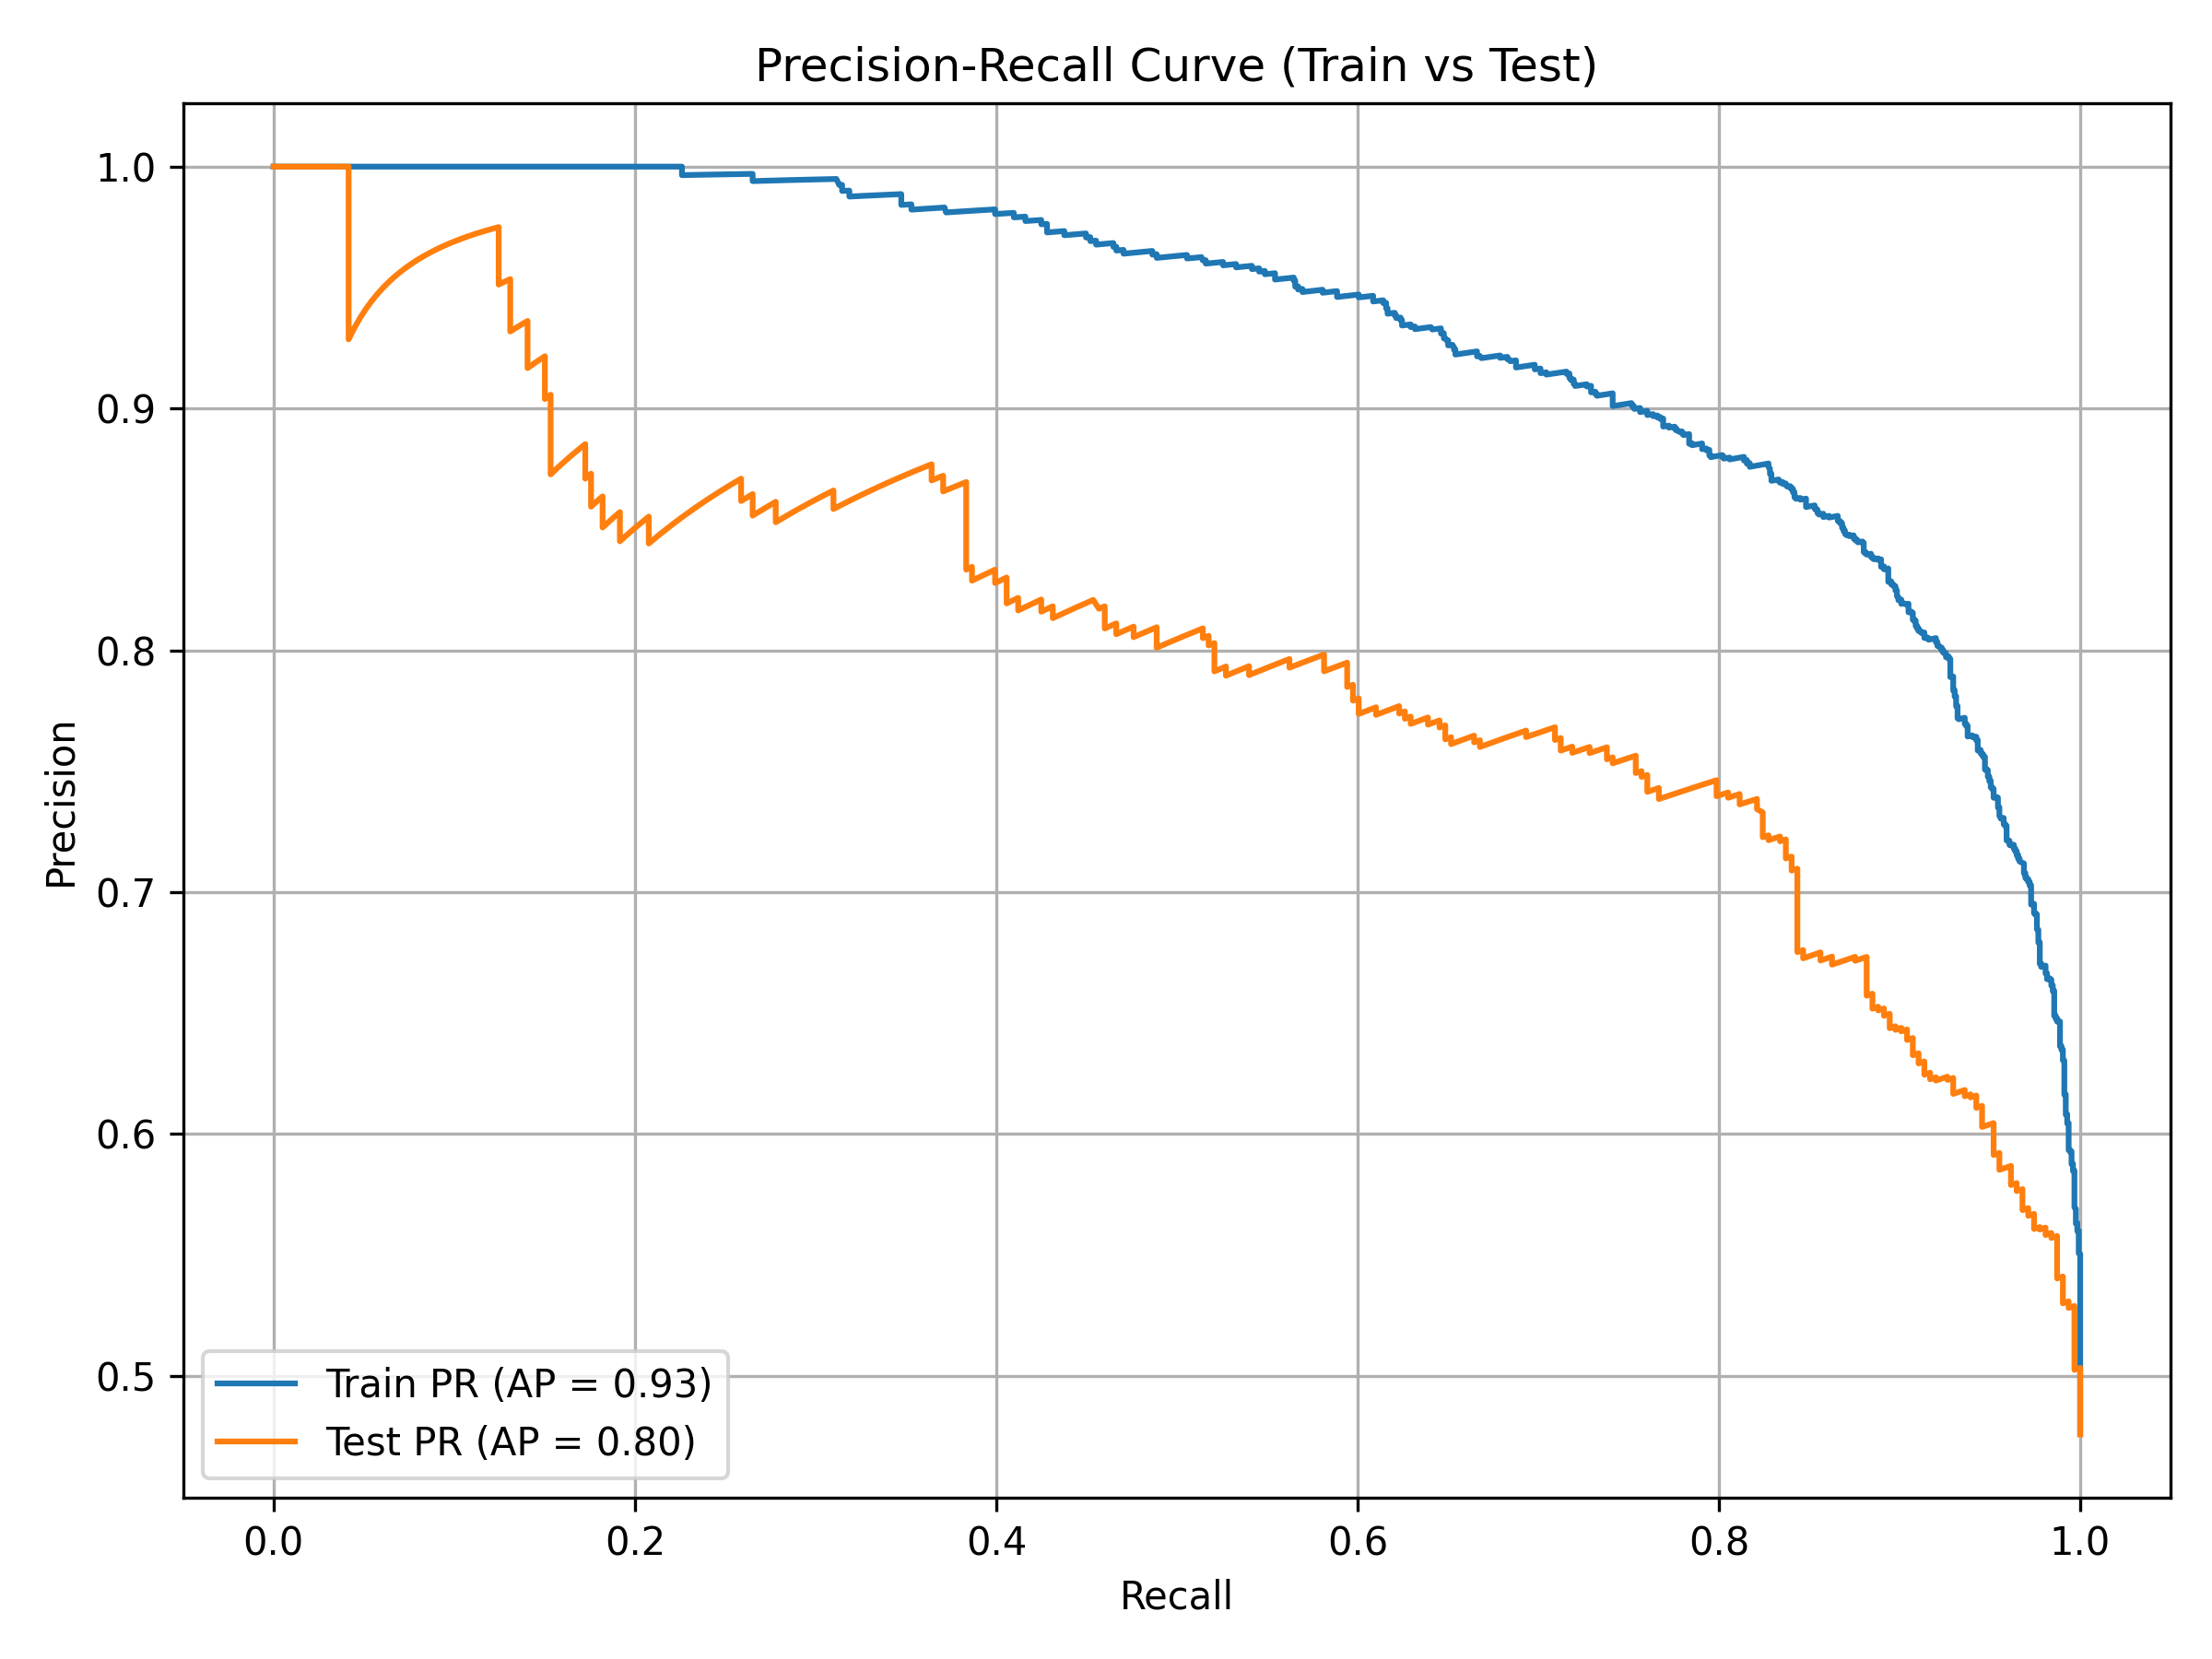 Precision-Recall Curve (Train vs Test)
1.0
0.9
0.8
0.7
0.6
0.5
Precision
Train PR (AP = 0.93)
Test PR (AP = 0.80)
0.0 0.2 0.4 0.6 0.8 1.0
Recall